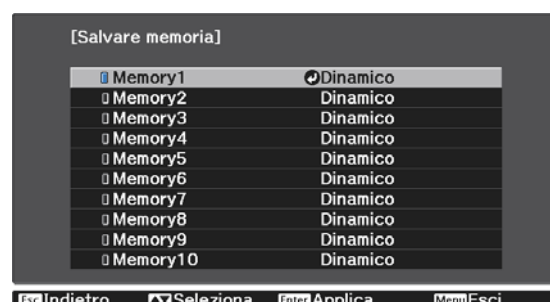 [Salvare memoria]
Memory1 Dinamico
Memory2 Dinamico
Memory3 Dinamico
Memory4 Dinamico
Memory5 Dinamico
Memory6 Dinamico
Memory7 Dinamico
Memory8 Dinamico
Memory9 Dinamico
Memory10 Dinamico
Esc Indietro Seleziona Enter Applica Menu Esci